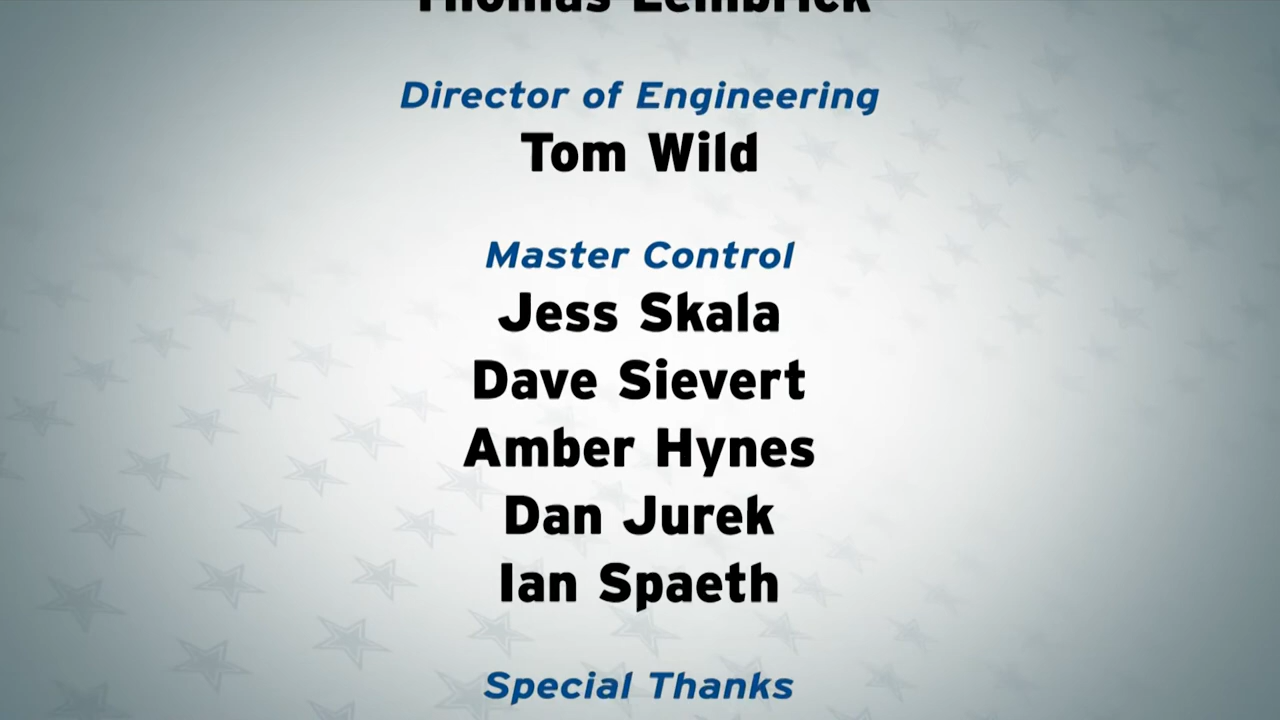 Thomas
Director of Engineering
Tom Wild
Master Control
Jess Skala
Dave Sievert
Amber Hynes
Dan Jurek
Ian Spaeth
Special Thanks